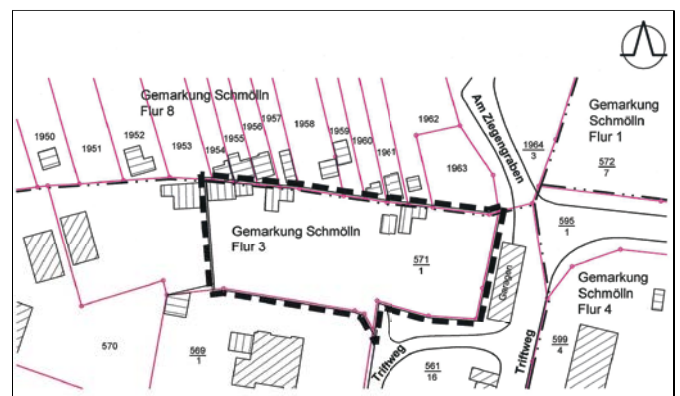 Gemarkung Schmölln
Flur 8
Am Ziegengraben
Gemarkung
Schmölln
Flur 1
572
7
1950
1951
1952
1953
1954
1955
1956
1957
1958
1959
1960
1961
1962
1963
1964
3
Gemarkung Schmölln
Flur 3
571
1
595
1
Garagen
Gemarkung
Schmölln
Flur 4
570
569
1
Triftweg
561
16
Triftweg
599
4